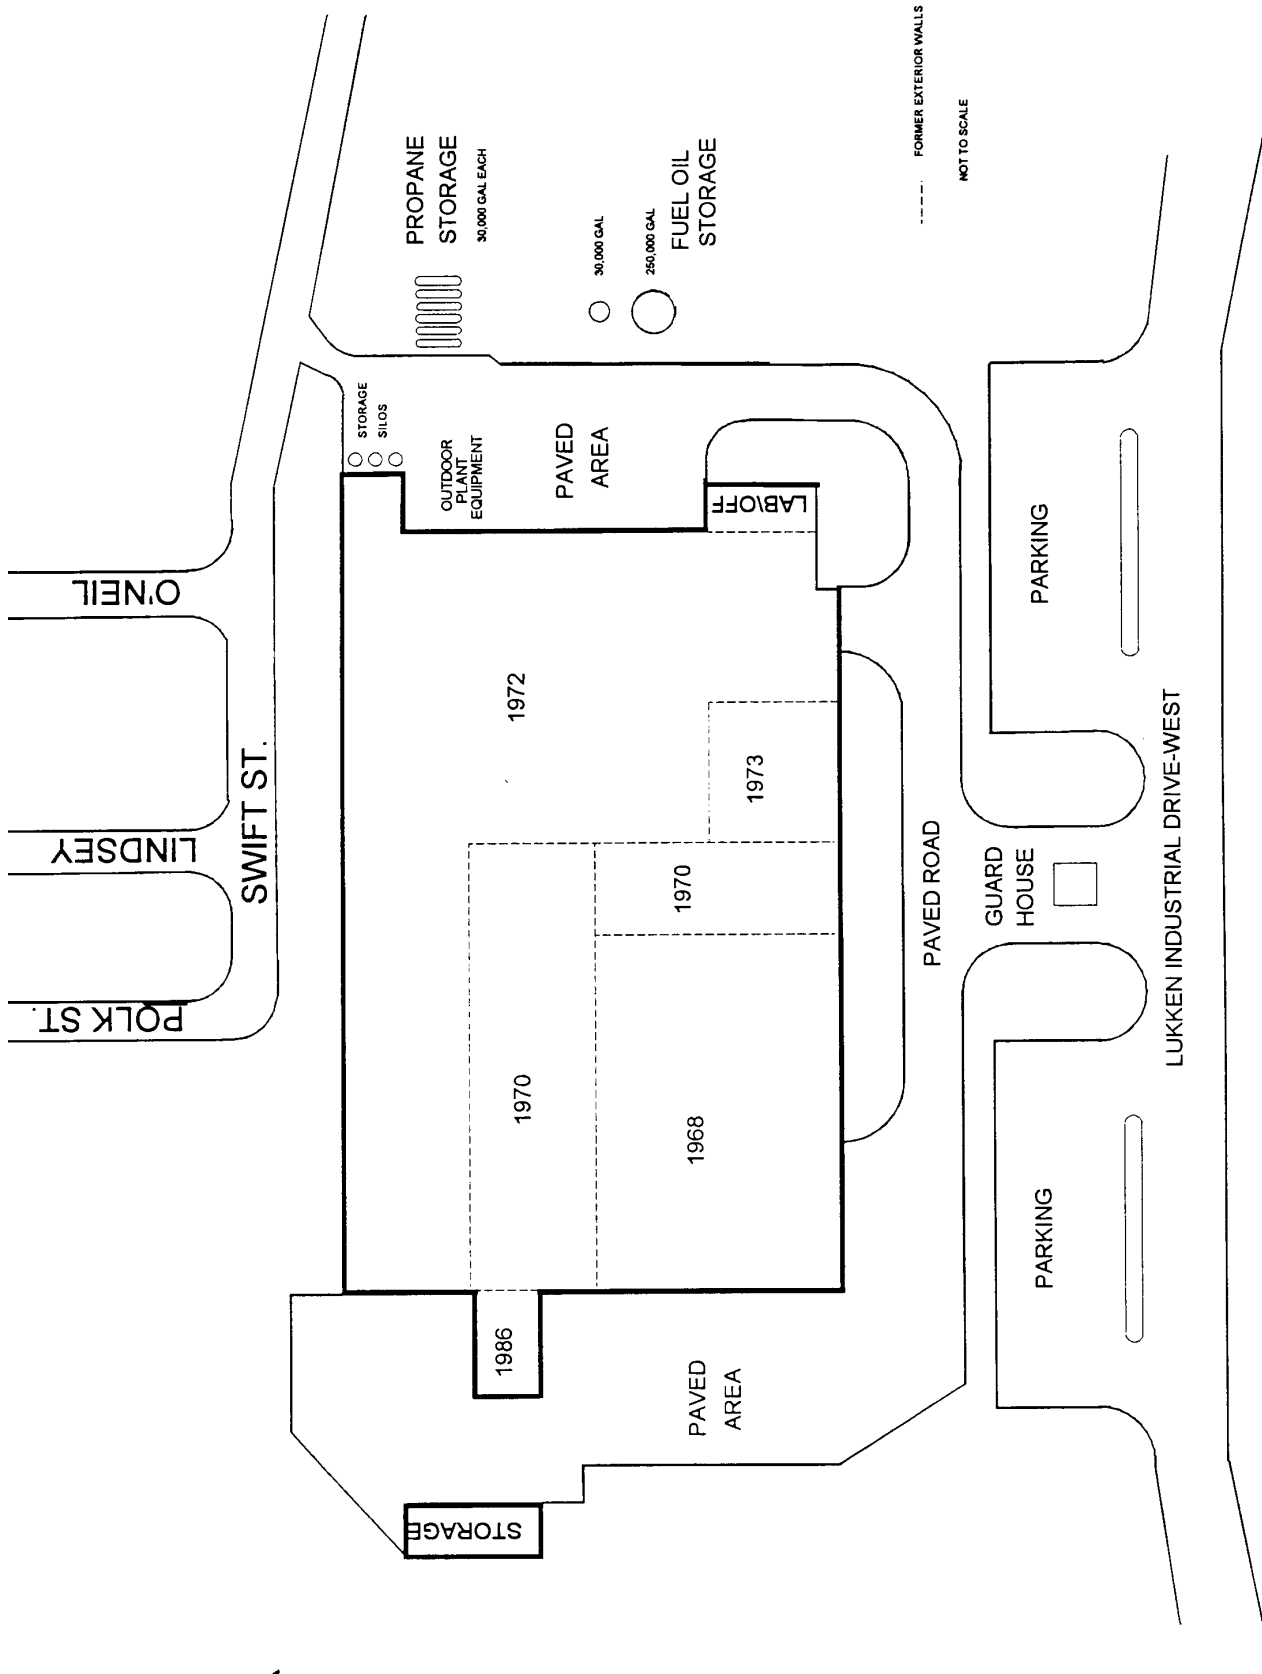 POLK ST.
LINDSEY
O'NEIL
SWIFT ST.
STORAGE
SILOS
PROPANE
STORAGE
30,000 GAL EACH
OUTDOOR
PLANT
EQUIPMENT
1972
PAVED
AREA
30,000 GAL
250,000 GAL
FUEL OIL
STORAGE
STORAGE
1986
1970
1970
1973
LAB\OFF
1968
PAVED
AREA
PAVED ROAD
FORMER EXTERIOR WALLS
NOT TO SCALE
GUARD
HOUSE
PARKING
PARKING
LUKKEN INDUSTRIAL DRIVE-WEST